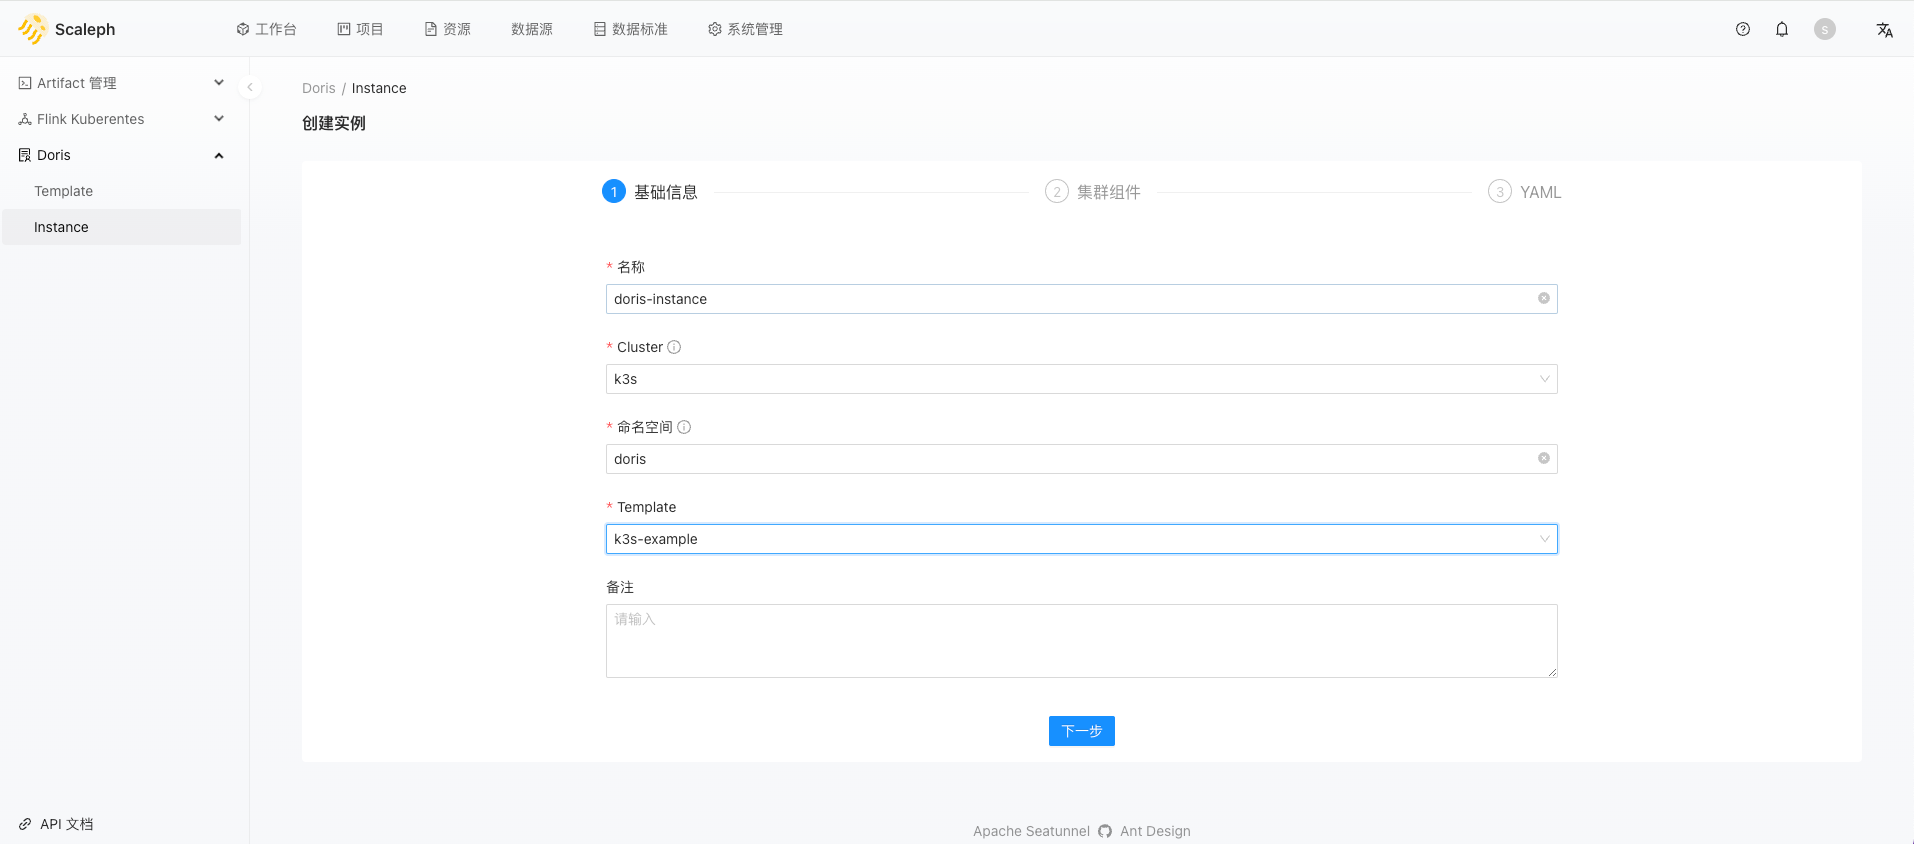 Scaleph
工作台
项目
资源
数据源
数据标准
系统管理
S
Artifact 管理
Flink Kuberentes
Doris
Template
Instance
API 文档
Doris / Instance
创建实例
1 基础信息
2 集群组件
3 YAML
* 名称
doris-instance
* Cluster
k3s
* 命名空间
doris
* Template
k3s-example
备注
请输入
下一步
Apache Seatunnel Ant Design